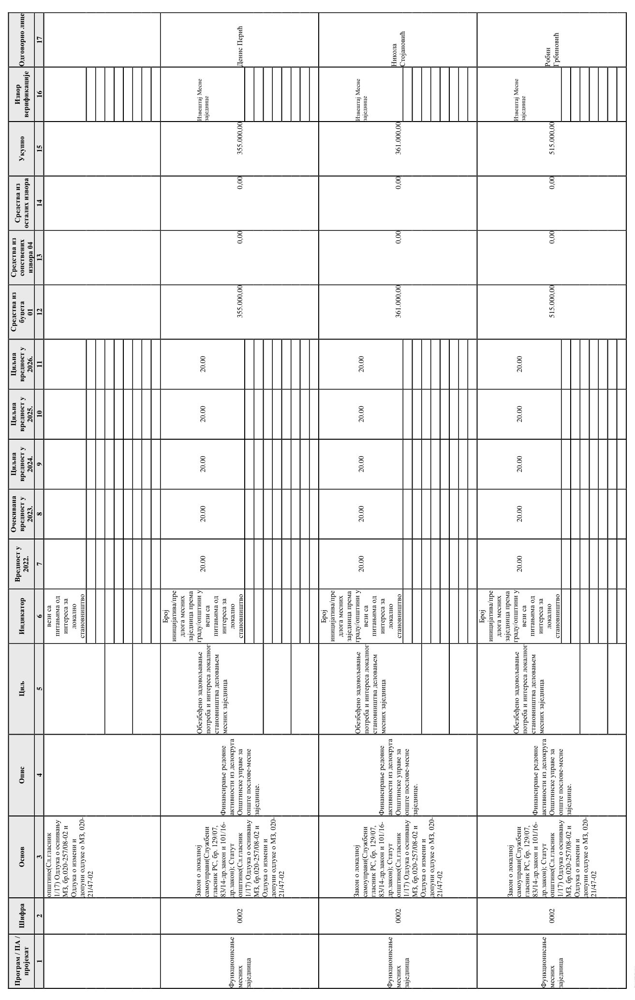 Програм / ПА /
пројекат
Шифра
Основ
Опис
Циљ
Индикатор
Вредност у
2022.
Очекивана
вредност у
2023.
Циљна
вредност у
2024.
Циљна
вредност у
2025.
Циљна
вредност у
2026.
Средства из
буџета
01
Средства из
сопствених
извора 04
Средства из
осталих извора
Укупно
Извор
верификације
Одговорно лице
1
2
3
4
5
6
7
8
9
10
11
12
13
14
15
16
17
општине(Сл.гласник
1/17) Одлука о оснивању
МЗ, бр.020-257/08-02 и
Одлука о измени и
допуни одлуке о МЗ, 020-
21/47-02
вези са
питањима од
интереса за
локално
становништво
Функционисање
месних
заједница
0002
Закон о локалној
самоуправи(Службени
гласник РС, бр. 129/07,
83/14-др.закон и 101/16-
др.закон); Статут
општине(Сл.гласник
1/17) Одлука о оснивању
МЗ, бр.020-257/08-02 и
Одлука о измени и
допуни одлуке о МЗ, 020-
21/47-02
Финансирање редовне
активности из делокруга
Општинске управе за
опште послове-месне
заједнице.
Обезбеђено задовољавање
потреба и интереса локалног
становништва деловањем
месних заједница
Број
иницијатива/пре
длога месних
заједница према
граду/општини у
вези са
питањима од
интереса за
локално
становништво
20.00
20.00
20.00
20.00
20.00
355.000,00
0,00
0,00
355.000,00
Извештај Месне
заједнице
Денис Перић
Функционисање
месних
заједница
0002
Закон о локалној
самоуправи(Службени
гласник РС, бр. 129/07,
83/14-др.закон и 101/16-
др.закон); Статут
општине(Сл.гласник
1/17) Одлука о оснивању
МЗ, бр.020-257/08-02 и
Одлука о измени и
допуни одлуке о МЗ, 020-
21/47-02
Финансирање редовне
активности из делокруга
Општинске управе за
опште послове-месне
заједнице.
Обезбеђено задовољавање
потреба и интереса локалног
становништва деловањем
месних заједница
Број
иницијатива/пре
длога месних
заједница према
граду/општини у
вези са
питањима од
интереса за
локално
становништво
20.00
20.00
20.00
20.00
20.00
361.000,00
0,00
0,00
361.000,00
Извештај Месне
заједнице
Никола
Стојановић
Функционисање
месних
заједница
0002
Закон о локалној
самоуправи(Службени
гласник РС, бр. 129/07,
83/14-др.закон и 101/16-
др.закон); Статут
општине(Сл.гласник
1/17) Одлука о оснивању
МЗ, бр.020-257/08-02 и
Одлука о измени и
допуни одлуке о МЗ, 020-
21/47-02
Финансирање редовне
активности из делокруга
Општинске управе за
опште послове-месне
заједнице.
Обезбеђено задовољавање
потреба и интереса локалног
становништва деловањем
месних заједница
Број
иницијатива/пре
длога месних
заједница према
граду/општини у
вези са
питањима од
интереса за
локално
становништво
20.00
20.00
20.00
20.00
20.00
515.000,00
0,00
0,00
515.000,00
Извештај Месне
заједнице
Робин
Грбиновић